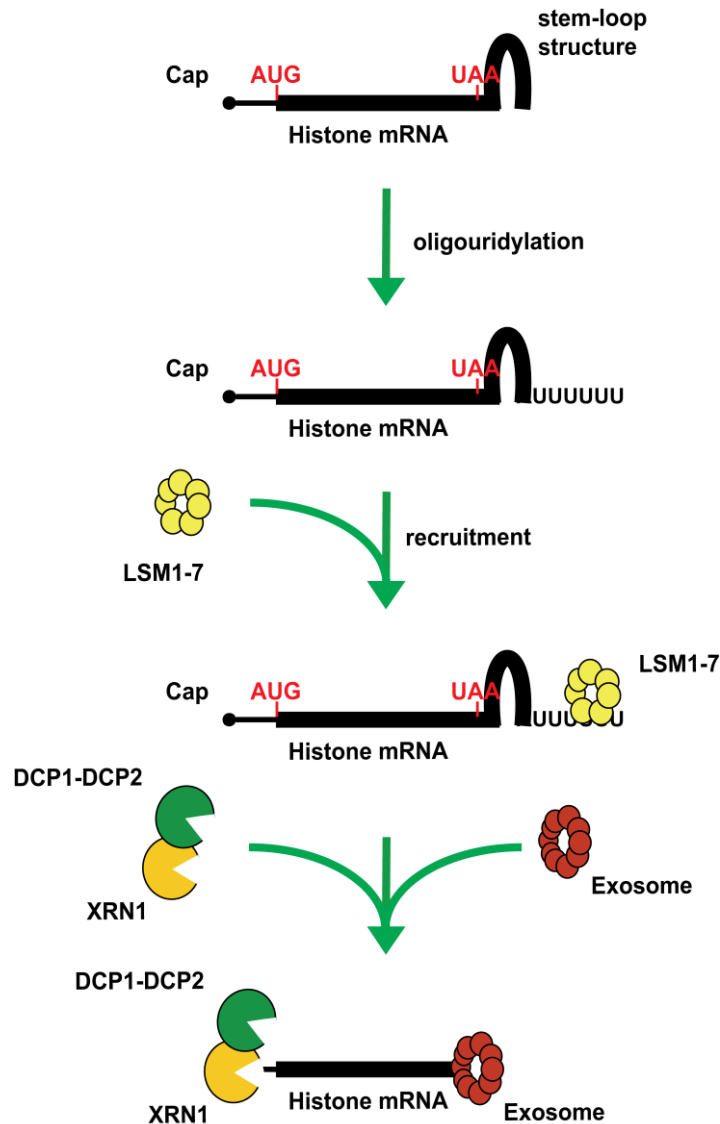 stem-loop
structure
Cap AUG UAA
Histone mRNA
oligouridylation
Cap AUG UAA
UUUUUU
Histone mRNA
LSM1-7
recruitment
LSM1-7
Cap AUG UAA
UUUUUU
Histone mRNA
DCP1-DCP2
XRN1
Exosome
DCP1-DCP2
Histone mRNA
XRN1
Exosome